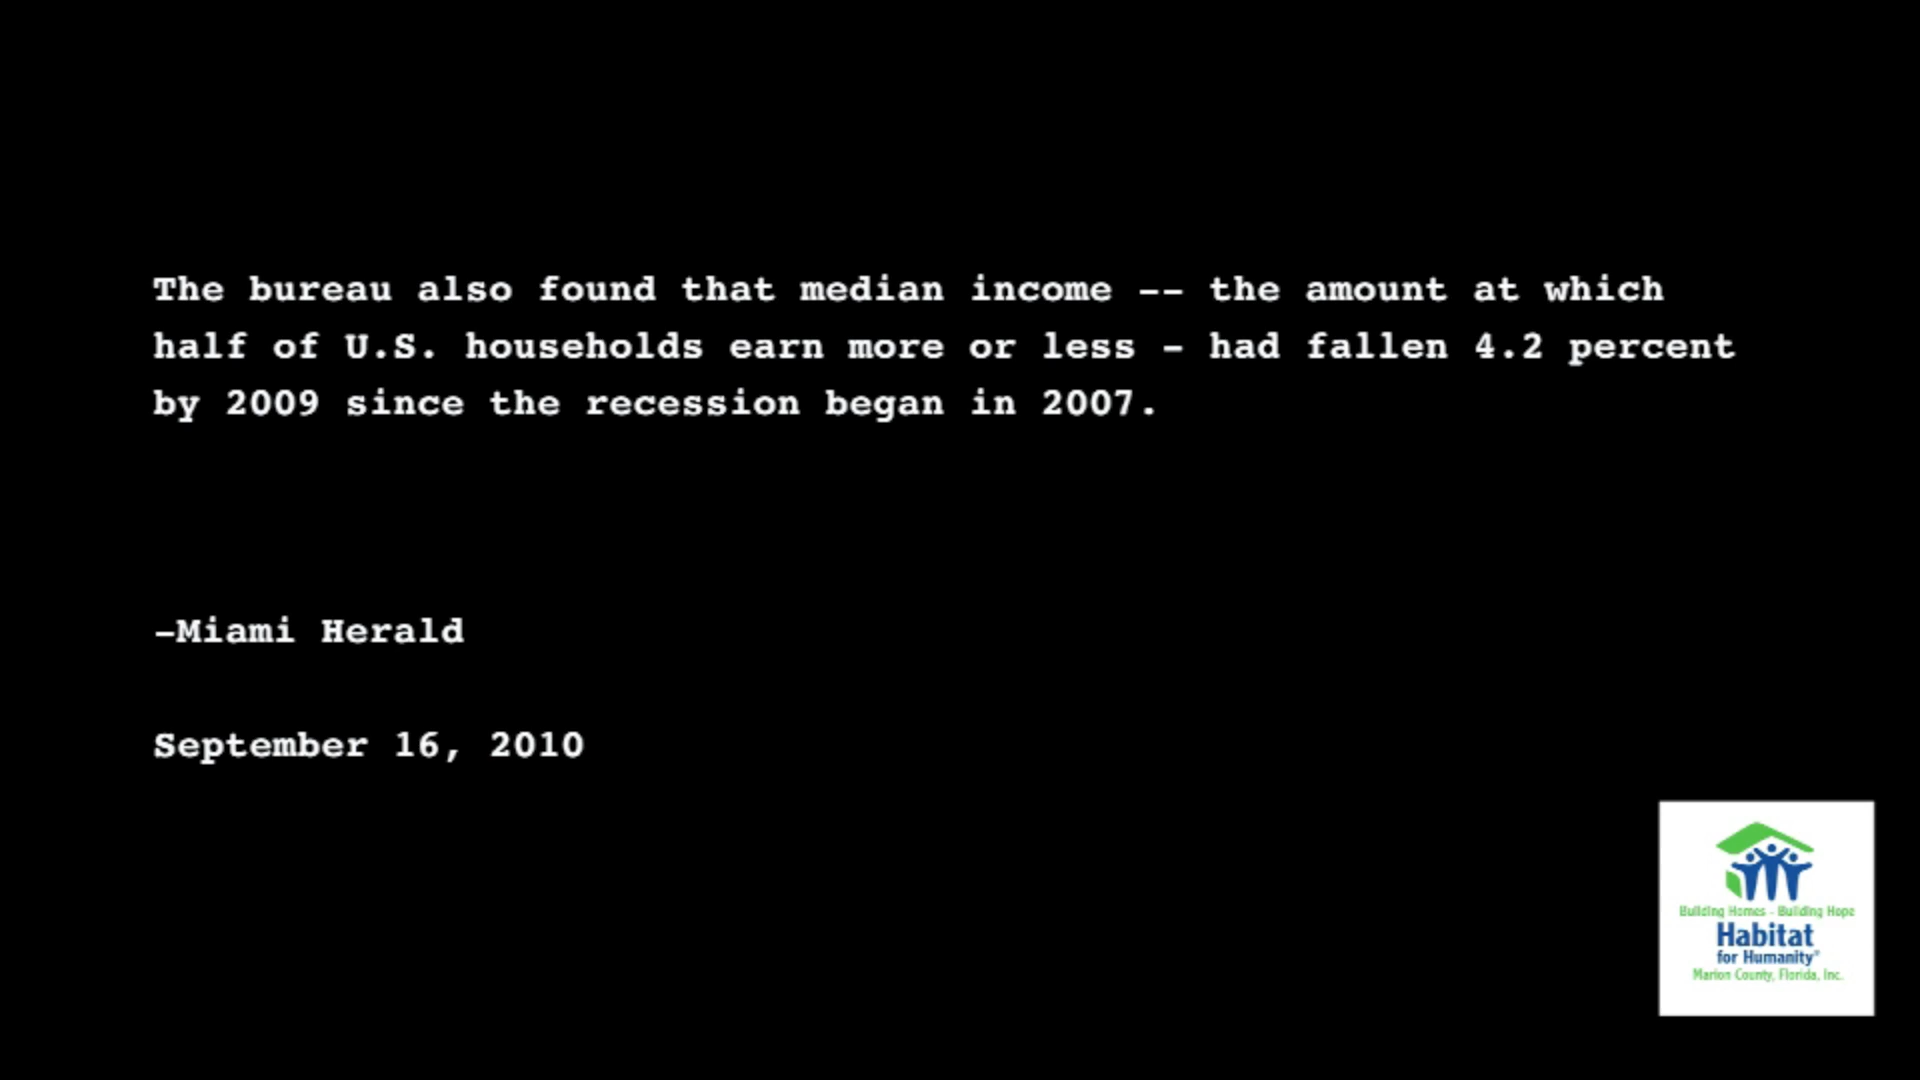 The bureau also found that median income -- the amount at which
half of U.S. households earn more or less - had fallen 4.2 percent
by 2009 since the recession began in 2007.
-Miami Herald
September 16, 2010
Building Homes - Building Hope
Habitat
for Humanity®
Marion County, Florida, Inc.